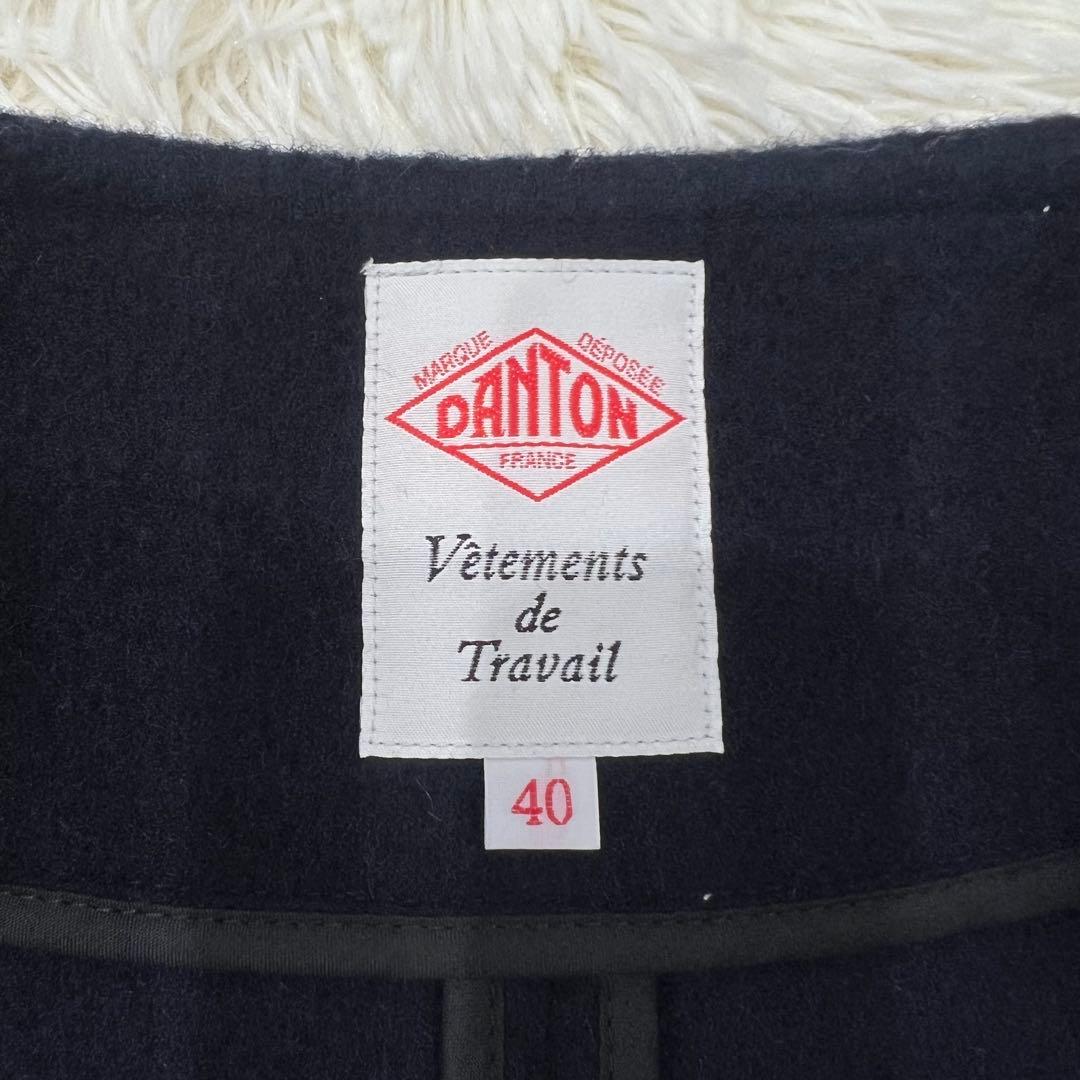 MARQUE DÉPOSÉE
DANTON
FRANCE
Vêtements
de
Travail
40